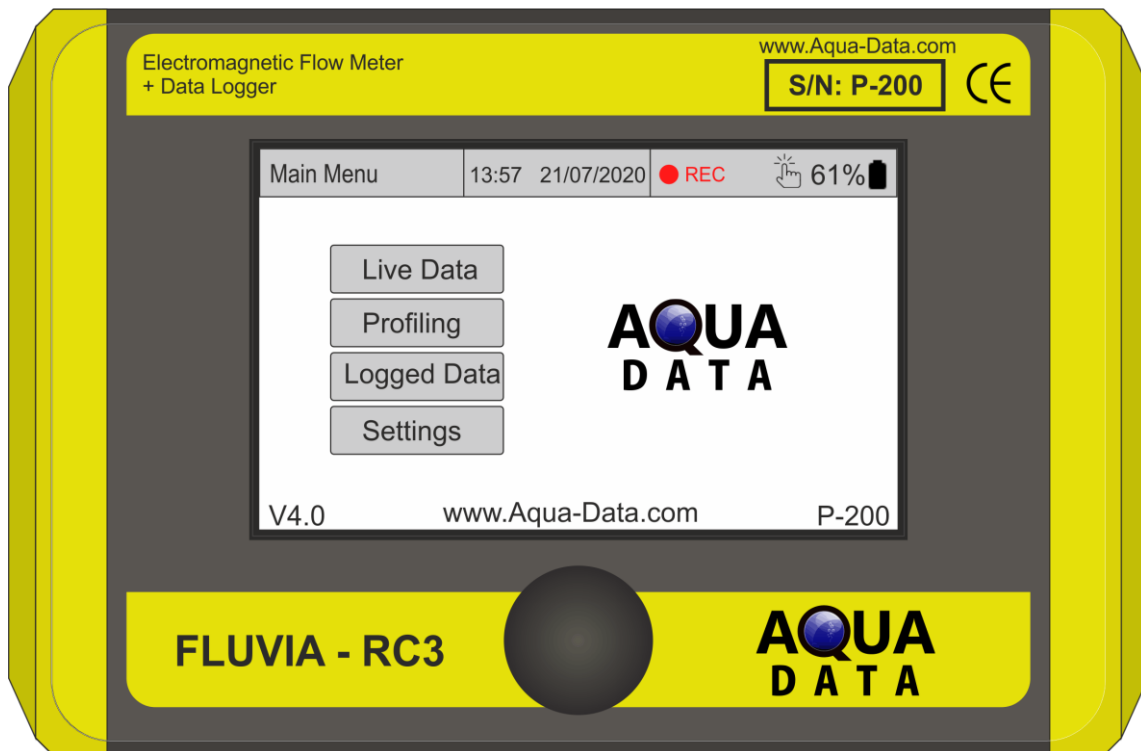 Electromagnetic Flow Meter
+ Data Logger
www.Aqua-Data.com
S/N: P-200
CE
Main Menu
13:57 21/07/2020
REC
61%
Live Data
Profiling
Logged Data
Settings
AQUA
DATA
V4.0
www.Aqua-Data.com
P-200
FLUVIA - RC3
AQUA
DATA